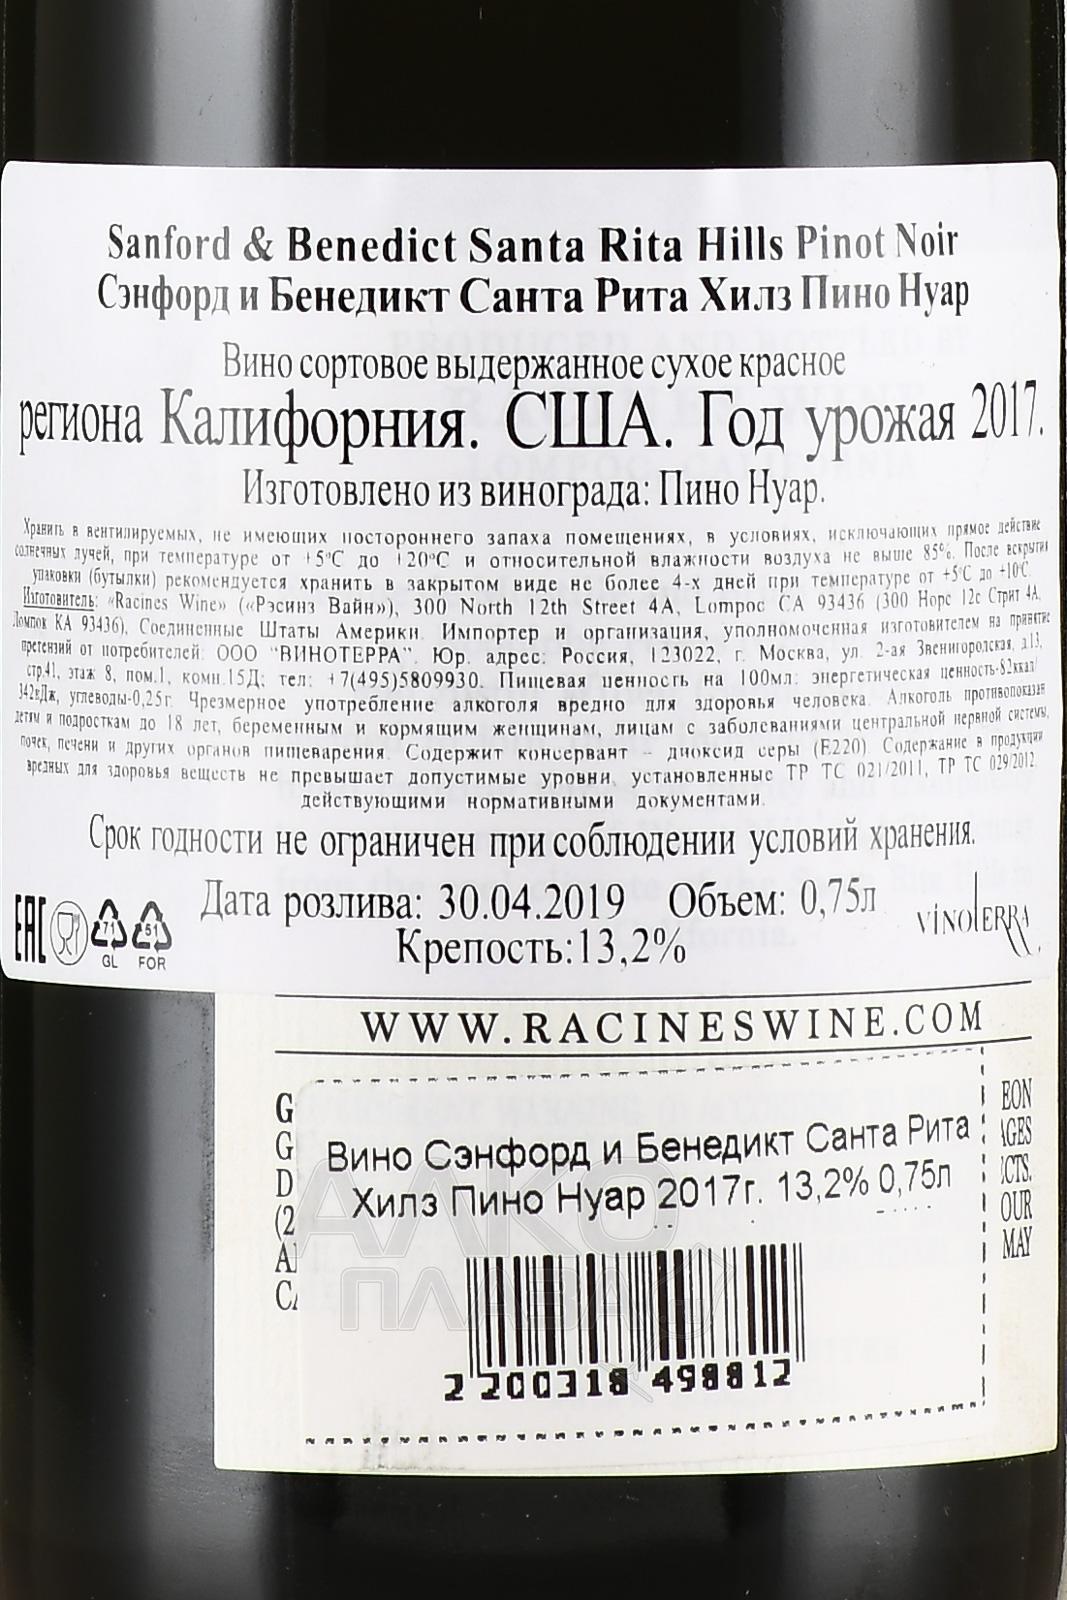 Sanford & Benedict Santa Rita Hills Pinot Noir
Сэнфорд и Бенедикт Санта Рита Хилз Пино Нуар
Вино сортовое выдержанное сухое красное
региона Калифорния. США. Год урожая 2017.
Изготовлено из винограда: Пино Нуар.
Хранить в вентилируемых, не имеющих постороннего запаха помещениях, в условиях, исключающих прямое действие
солнечных лучей, при температуре от +5°C до +20°C и относительной влажности воздуха не выше 85%. После вскрытия
упаковки (бутылки) рекомендуется хранить в закрытом виде не более 4-х дней при температуре от +5°C до +10°C.
Изготовитель: «Racines Wine» («Рэсинз Вайн»), 300 North 12th Street 4A, Lompoc CA 93436 (300 Норс 12с Стрит 4А,
Ломпок КА 93436), Соединенные Штаты Америки. Импортер и организация, уполномоченная изготовителем на принятие
претензий от потребителей: ООО "ВИНОТЕРРА". Юр. адрес: Россия, 123022, г. Москва, ул. 2-ая Звенигородская, д.13,
стр.41, этаж 8, пом.1, комн.15Д; тел: +7(495)5809930. Пищевая ценность на 100мл: энергетическая ценность-82ккал/
342кДж, углеводы-0,25г. Чрезмерное употребление алкоголя вредно для здоровья человека. Алкоголь противопоказан
детям и подросткам до 18 лет, беременным и кормящим женщинам, лицам с заболеваниями центральной нервной системы,
почек, печени и других органов пищеварения. Содержит консервант - диоксид серы (E220). Содержание в продукции
вредных для здоровья веществ не превышает допустимые уровни, установленные ТР ТС 021/2011, ТР ТС 029/2012,
действующими нормативными документами.
Срок годности не ограничен при соблюдении условий хранения.
Дата розлива: 30.04.2019 Объем: 0,75л
Крепость:13,2%
EAC
71
GL
51
FOR
VINOTERRA
WWW.RACINESWINE.COM
Вино Сэнфорд и Бенедикт Санта Рита
Хилз Пино Нуар 2017г. 13,2% 0,75л
АЛКО
ПЛАЗА
2 200318 498812